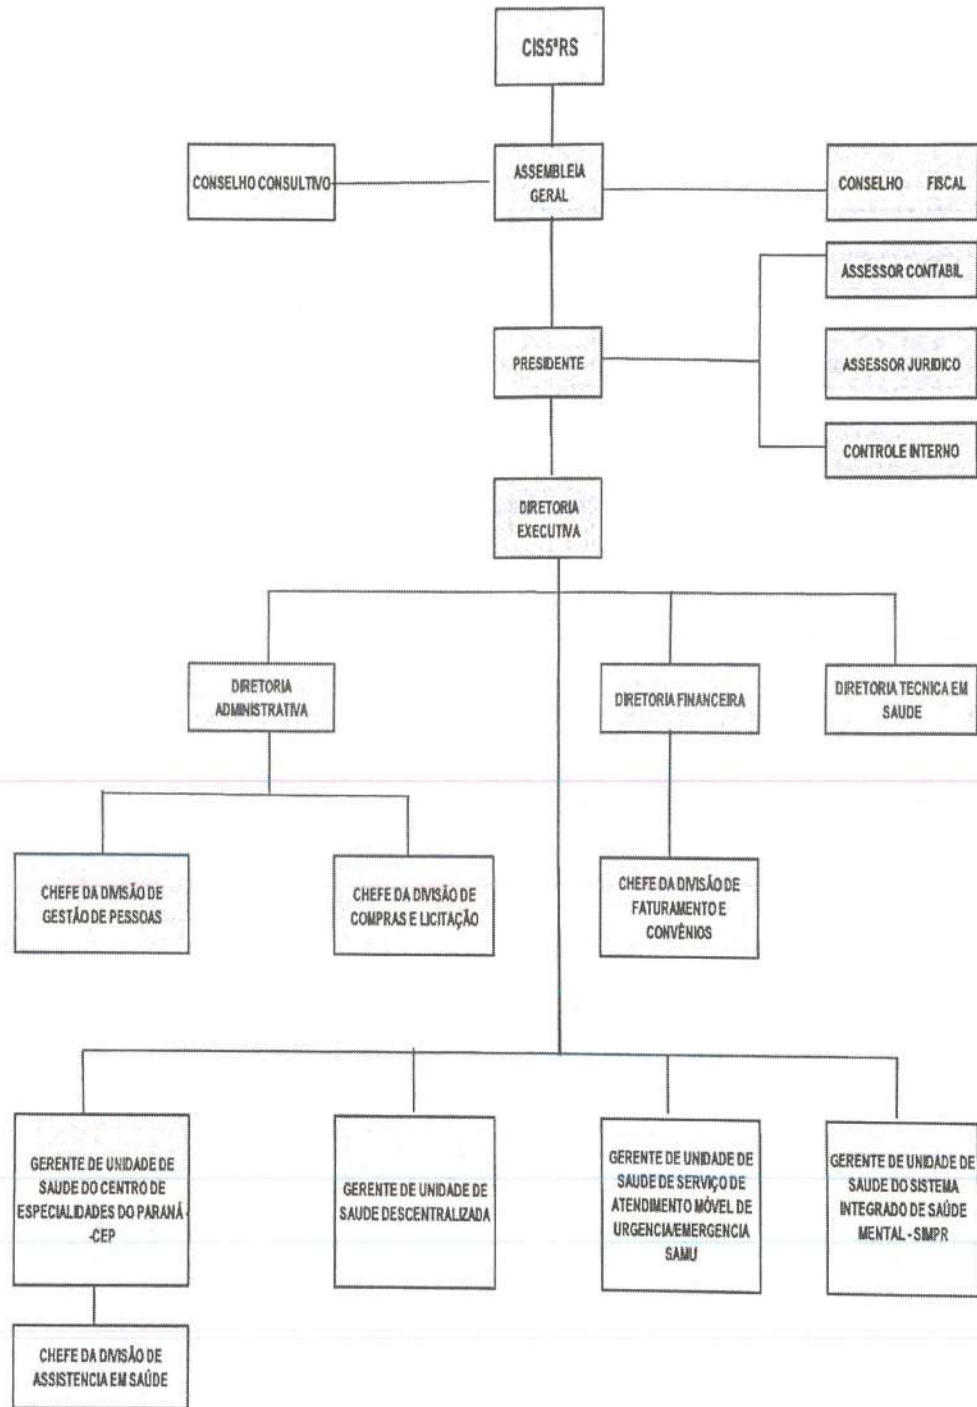 CIS5ªRS
CONSELHO CONSULTIVO
ASSEMBLEIA
GERAL
CONSELHO FISCAL
ASSESSOR CONTABIL
PRESIDENTE
ASSESSOR JURIDICO
CONTROLE INTERNO
DIRETORIA
EXECUTIVA
DIRETORIA
ADMINISTRATIVA
DIRETORIA FINANCEIRA
DIRETORIA TECNICA EM
SAUDE
CHEFE DA DIVISÃO DE
GESTÃO DE PESSOAS
CHEFE DA DIVISÃO DE
COMPRAS E LICITAÇÃO
CHEFE DA DIVISÃO DE
FATURAMENTO E
CONVÊNIOS
GERENTE DE UNIDADE DE
SAUDE DO CENTRO DE
ESPECIALIDADES DO PARANÁ
-CEP
GERENTE DE UNIDADE DE
SAUDE DESCENTRALIZADA
GERENTE DE UNIDADE DE
SAUDE DE SERVIÇO DE
ATENDIMENTO MÓVEL DE
URGENCIA/EMERGENCIA
SAMU
GERENTE DE UNIDADE DE
SAUDE DO SISTEMA
INTEGRADO DE SAÚDE
MENTAL - SIMPR
CHEFE DA DIVISÃO DE
ASSISTENCIA EM SAÚDE